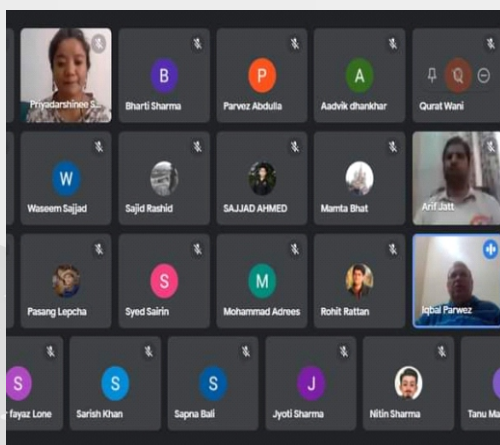 Priyadarshinee S...
B
Bharti Sharma
P
Parvez Abdulla
A
Aadvik dhankhar
Qurat Wani
W
Waseem Sajjad
Sajid Rashid
SAJJAD AHMED
Mamta Bhat
Arif Jatt
Pasang Lepcha
S
Syed Sairin
M
Mohammad Adrees
Rohit Rattan
Iqbal Parwez
S
fayaz Lone
S
Sarish Khan
S
Sapna Bali
J
Jyoti Sharma
Nitin Sharma
Tanu Ma